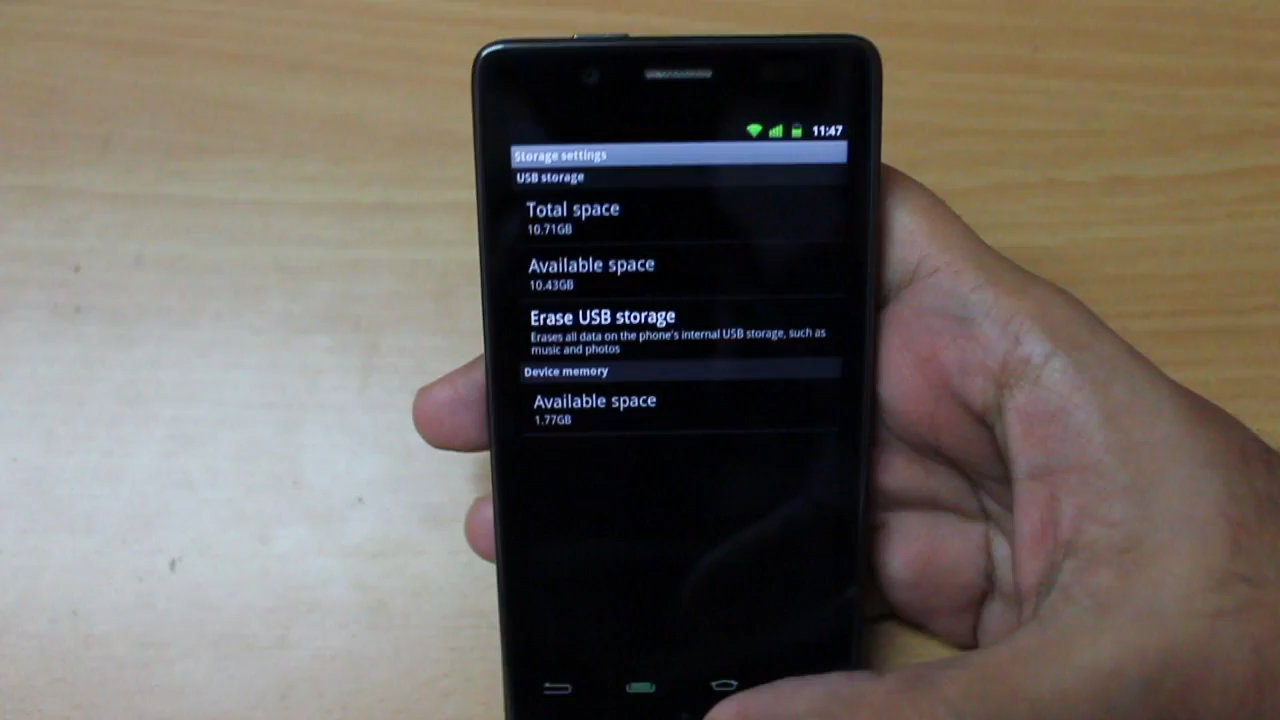 11:47
Storage settings
USB storage
Total space
10.71GB
Available space
10.43GB
Erase USB storage
Erases all data on the phone's internal USB storage, such as
music and photos
Device memory
Available space
1.77GB